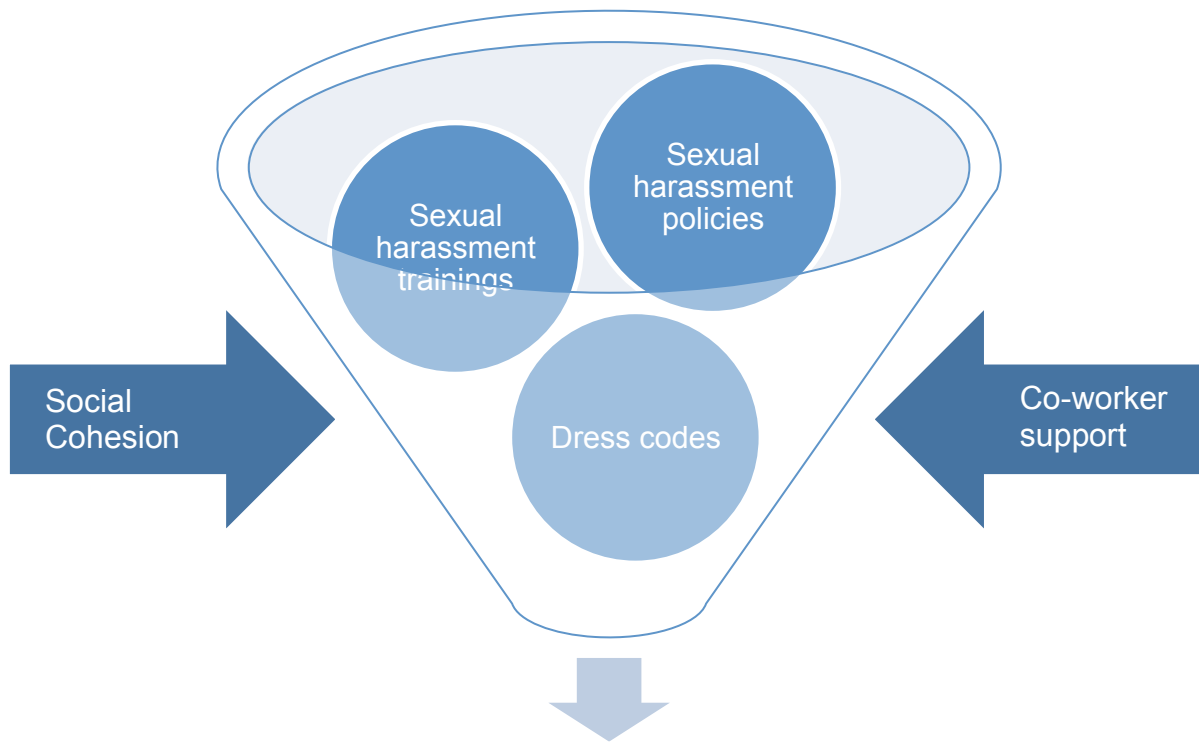 Sexual
harassment
policies
Sexual
harassment
trainings
Social
Cohesion
Dress codes
Co-worker
support